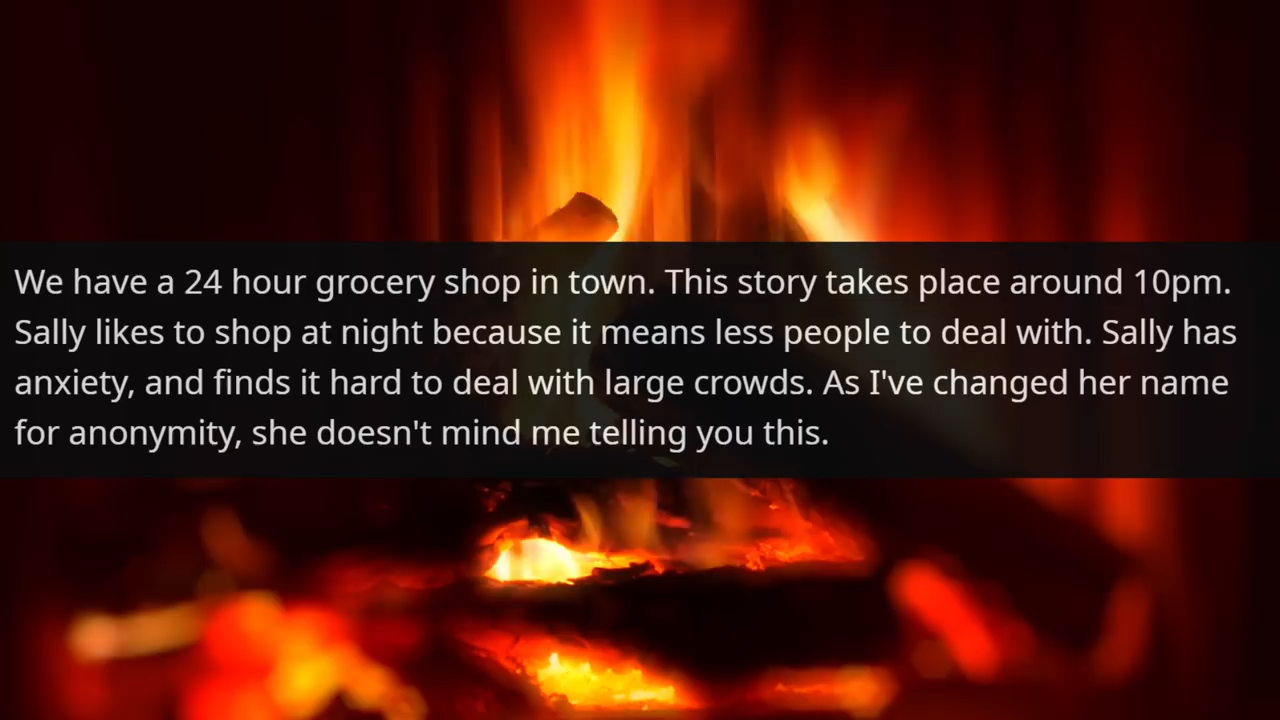 We have a 24 hour grocery shop in town. This story takes place around 10pm.
Sally likes to shop at night because it means less people to deal with. Sally has
anxiety, and finds it hard to deal with large crowds. As I've changed her name
for anonymity, she doesn't mind me telling you this.